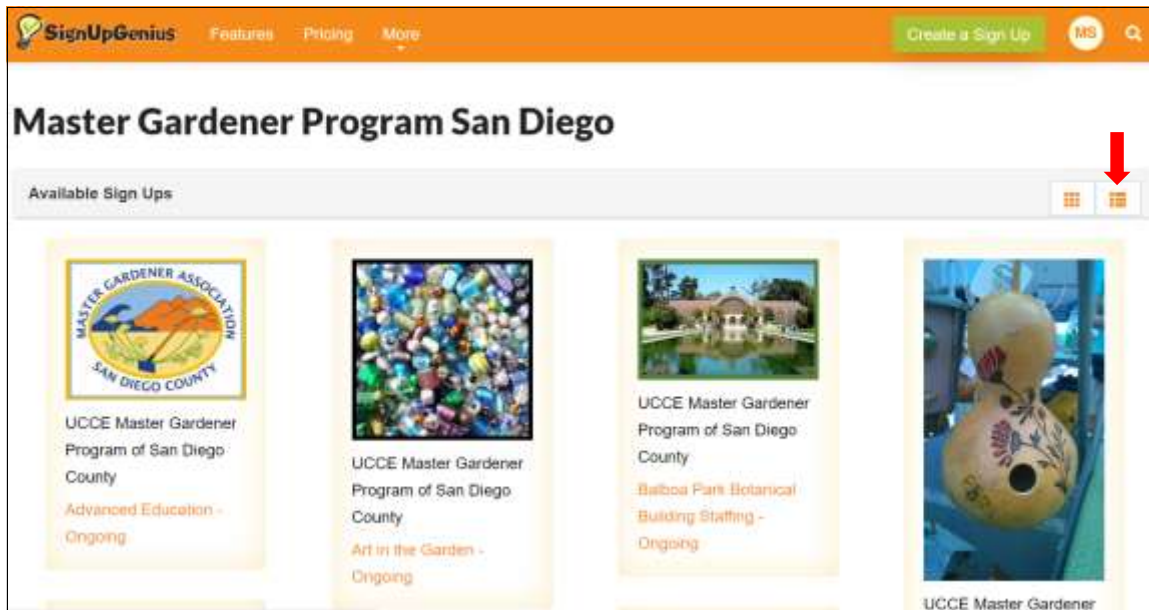 SignUpGenius Features Pricing More Create a Sign Up MS
Master Gardener Program San Diego
Available Sign Ups
MASTER GARDENER ASSOCIATION
SAN DIEGO COUNTY
UCCE Master Gardener
Program of San Diego
County
Advanced Education -
Ongoing
UCCE Master Gardener
Program of San Diego
County
Art in the Garden -
Ongoing
UCCE Master Gardener
Program of San Diego
County
Balboa Park Botanical
Building Staffing -
Ongoing
UCCE Master Gardener